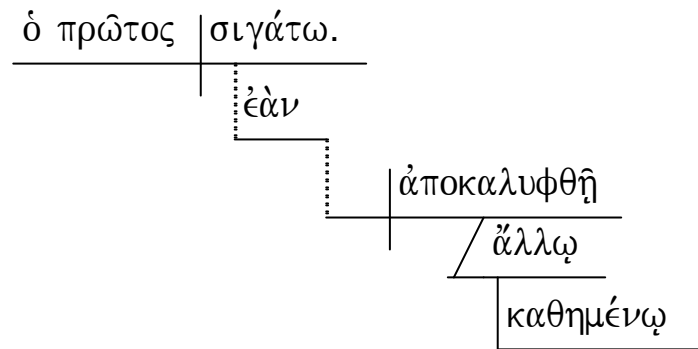 ὁ πρῶτος σιγάτω.
ἐὰν
ἀποκαλυφθῇ
ἄλλῳ
καθημένῳ